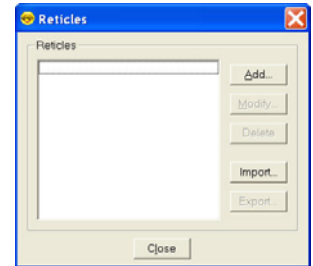 Reticles
Reticles
Add...
Modify...
Delete
Import...
Export...
Close